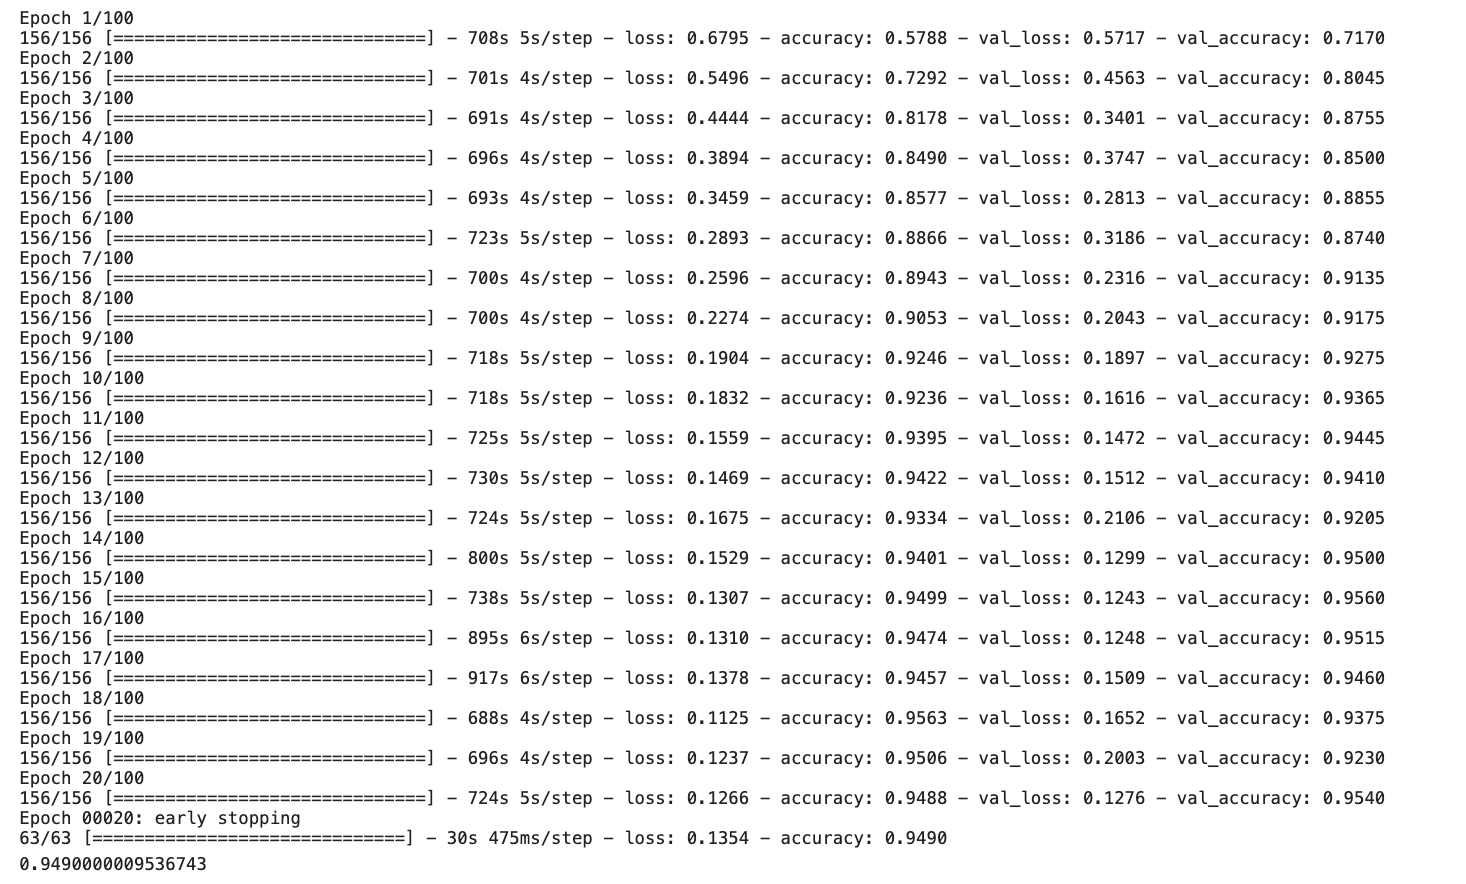 Epoch 1/100
156/156 [==============================] - 708s 5s/step - loss: 0.6795 - accuracy: 0.5788 - val_loss: 0.5717 - val_accuracy: 0.7170
Epoch 2/100
156/156 [==============================] - 701s 4s/step - loss: 0.5496 - accuracy: 0.7292 - val_loss: 0.4563 - val_accuracy: 0.8045
Epoch 3/100
156/156 [==============================] - 691s 4s/step - loss: 0.4444 - accuracy: 0.8178 - val_loss: 0.3401 - val_accuracy: 0.8755
Epoch 4/100
156/156 [==============================] - 696s 4s/step - loss: 0.3894 - accuracy: 0.8490 - val_loss: 0.3747 - val_accuracy: 0.8500
Epoch 5/100
156/156 [==============================] - 693s 4s/step - loss: 0.3459 - accuracy: 0.8577 - val_loss: 0.2813 - val_accuracy: 0.8855
Epoch 6/100
156/156 [==============================] - 723s 5s/step - loss: 0.2893 - accuracy: 0.8866 - val_loss: 0.3186 - val_accuracy: 0.8740
Epoch 7/100
156/156 [==============================] - 700s 4s/step - loss: 0.2596 - accuracy: 0.8943 - val_loss: 0.2316 - val_accuracy: 0.9135
Epoch 8/100
156/156 [==============================] - 700s 4s/step - loss: 0.2274 - accuracy: 0.9053 - val_loss: 0.2043 - val_accuracy: 0.9175
Epoch 9/100
156/156 [==============================] - 718s 5s/step - loss: 0.1904 - accuracy: 0.9246 - val_loss: 0.1897 - val_accuracy: 0.9275
Epoch 10/100
156/156 [==============================] - 718s 5s/step - loss: 0.1832 - accuracy: 0.9236 - val_loss: 0.1616 - val_accuracy: 0.9365
Epoch 11/100
156/156 [==============================] - 725s 5s/step - loss: 0.1559 - accuracy: 0.9395 - val_loss: 0.1472 - val_accuracy: 0.9445
Epoch 12/100
156/156 [==============================] - 730s 5s/step - loss: 0.1469 - accuracy: 0.9422 - val_loss: 0.1512 - val_accuracy: 0.9410
Epoch 13/100
156/156 [==============================] - 724s 5s/step - loss: 0.1675 - accuracy: 0.9334 - val_loss: 0.2106 - val_accuracy: 0.9205
Epoch 14/100
156/156 [==============================] - 800s 5s/step - loss: 0.1529 - accuracy: 0.9401 - val_loss: 0.1299 - val_accuracy: 0.9500
Epoch 15/100
156/156 [==============================] - 738s 5s/step - loss: 0.1307 - accuracy: 0.9499 - val_loss: 0.1243 - val_accuracy: 0.9560
Epoch 16/100
156/156 [==============================] - 895s 6s/step - loss: 0.1310 - accuracy: 0.9474 - val_loss: 0.1248 - val_accuracy: 0.9515
Epoch 17/100
156/156 [==============================] - 917s 6s/step - loss: 0.1378 - accuracy: 0.9457 - val_loss: 0.1509 - val_accuracy: 0.9460
Epoch 18/100
156/156 [==============================] - 688s 4s/step - loss: 0.1125 - accuracy: 0.9563 - val_loss: 0.1652 - val_accuracy: 0.9375
Epoch 19/100
156/156 [==============================] - 696s 4s/step - loss: 0.1237 - accuracy: 0.9506 - val_loss: 0.2003 - val_accuracy: 0.9230
Epoch 20/100
156/156 [==============================] - 724s 5s/step - loss: 0.1266 - accuracy: 0.9488 - val_loss: 0.1276 - val_accuracy: 0.9540
Epoch 00020: early stopping
63/63 [==============================] - 30s 475ms/step - loss: 0.1354 - accuracy: 0.9490
0.9490000009536743